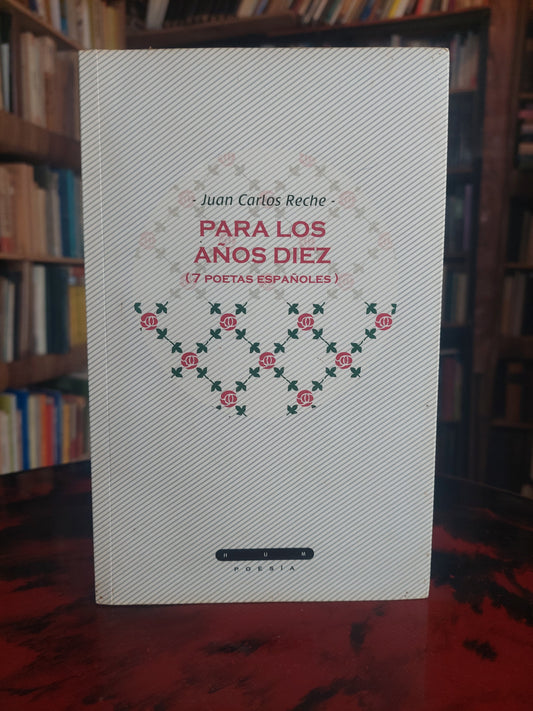 - Juan Carlos Reche -
PARA LOS
AÑOS DIEZ
(7 POETAS ESPAÑOLES)
HUM
POESÍA